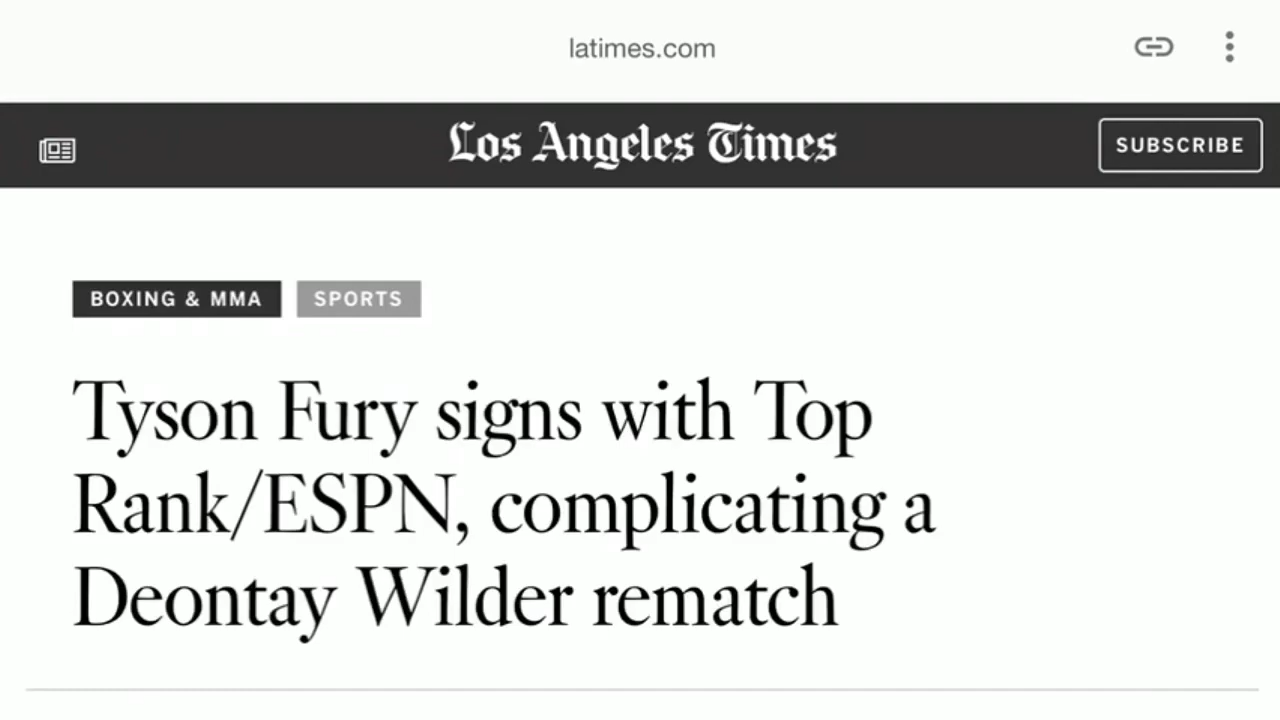 latimes.com
Los Angeles Times
SUBSCRIBE
BOXING & MMA
SPORTS
Tyson Fury signs with Top
Rank/ESPN, complicating a
Deontay Wilder rematch